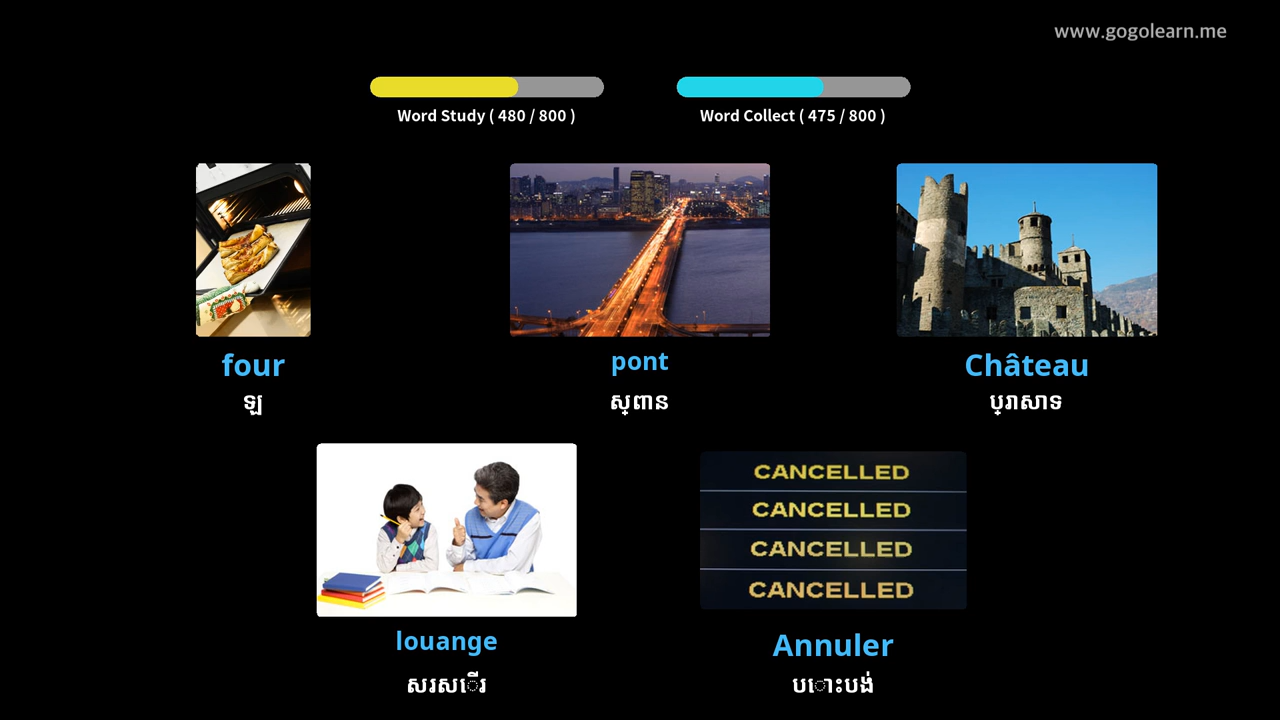 www.gogolearn.me
Word Study ( 480 / 800 )
Word Collect ( 475 / 800 )
four
ឡ
pont
ស្ពាន
Château
ប្រាសាទ
CANCELLED
CANCELLED
CANCELLED
CANCELLED
louange
សរសើរ
Annuler
បោះបង់